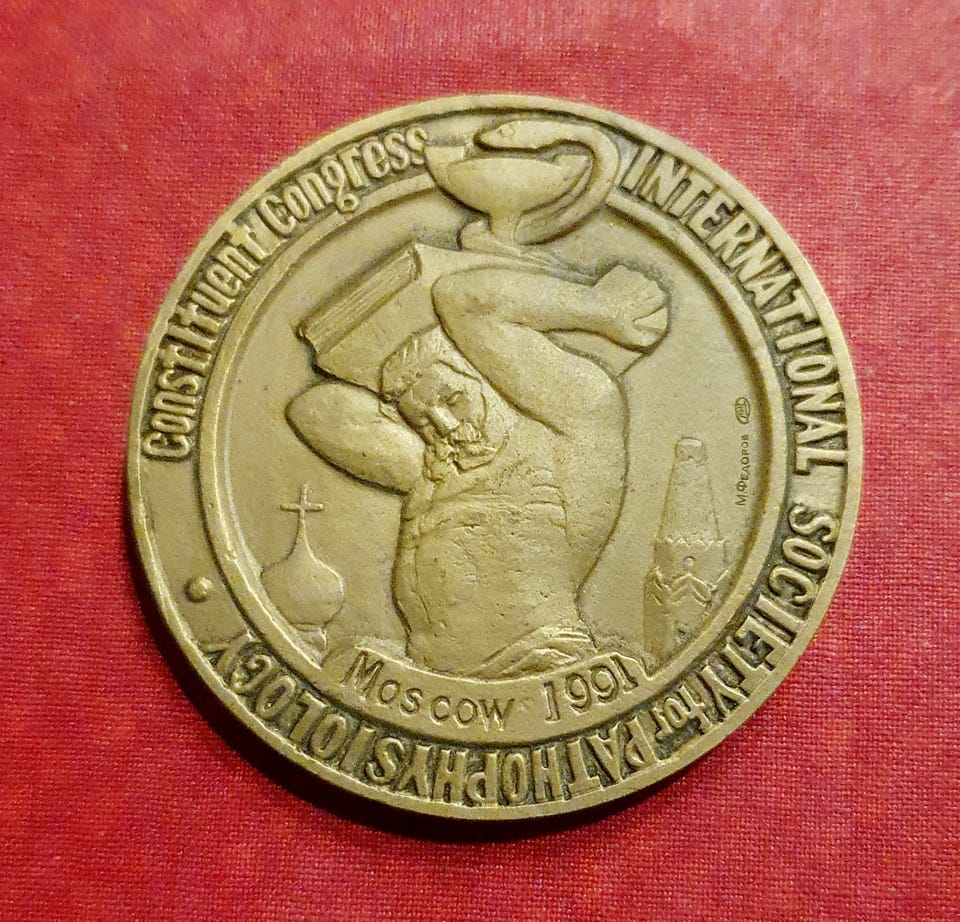 Constituent Congress INTERNATIONAL SOCIETY for PATHOPHYSIOLOGY
М.ФЕДОРОВ
Moscow 1991